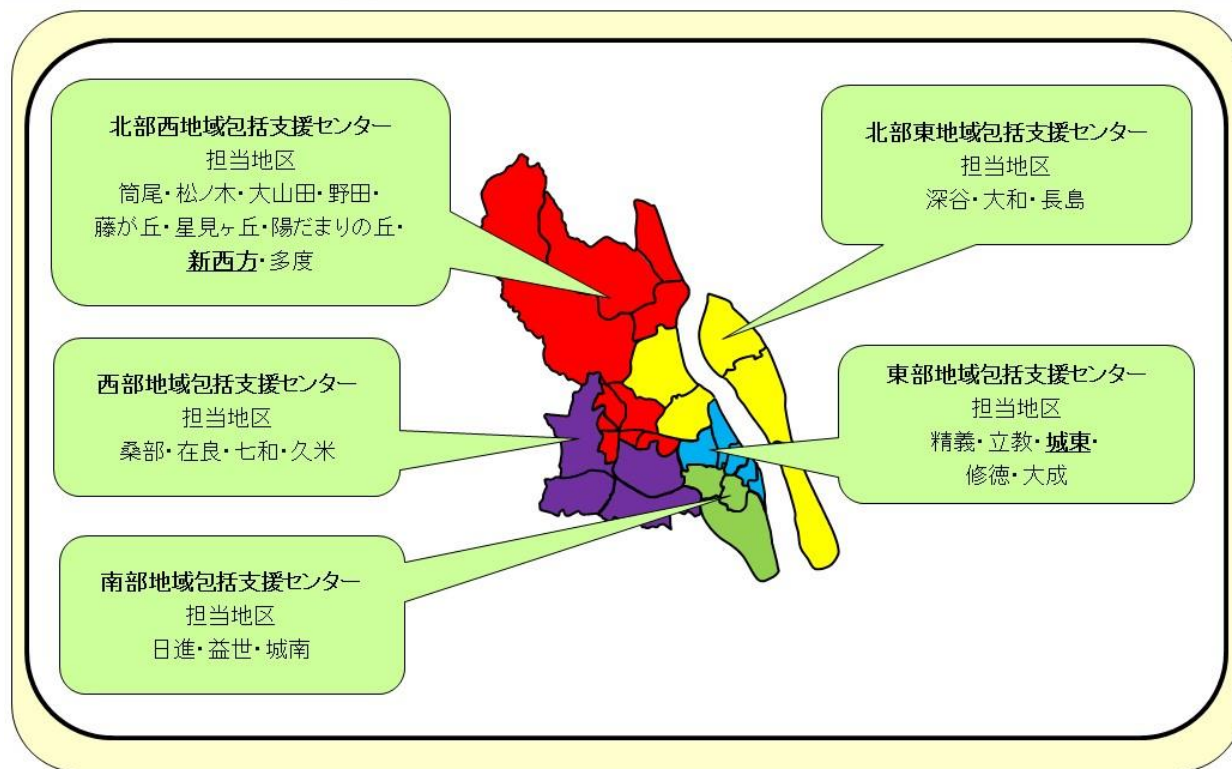 北部西地域包括支援センター
担当地区
筒尾・松ノ木・大山田・野田・
藤が丘・星見ヶ丘・陽だまりの丘・
新西方・多度
北部東地域包括支援センター
担当地区
深谷・大和・長島
西部地域包括支援センター
担当地区
桑部・在良・七和・久米
東部地域包括支援センター
担当地区
精義・立教・城東・
修徳・大成
南部地域包括支援センター
担当地区
日進・益世・城南